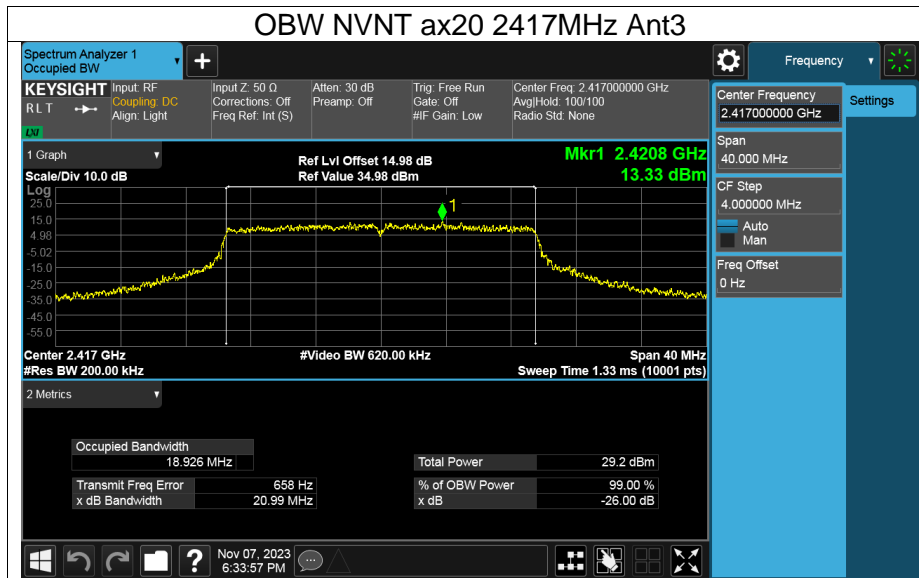 OBW NVNT ax20 2417MHz Ant3
Spectrum Analyzer 1
Occupied BW
+
Frequency
KEYSIGHT
R L T
LXI
Input: RF
Coupling: DC
Align: Light
Input Z: 50 Ω
Corrections: Off
Freq Ref: Int (S)
Atten: 30 dB
Preamp: Off
Trig: Free Run
Gate: Off
#IF Gain: Low
Center Freq: 2.417000000 GHz
Avg|Hold: 100/100
Radio Std: None
Center Frequency
2.417000000 GHz
Settings
Span
40.000 MHz
CF Step
4.000000 MHz
Auto
Man
Freq Offset
0 Hz
1 Graph
Scale/Div 10.0 dB
Ref Lvl Offset 14.98 dB
Ref Value 34.98 dBm
Mkr1 2.4208 GHz
13.33 dBm
Log
25.0
15.0
4.98
-5.02
-15.0
-25.0
-35.0
-45.0
-55.0
1
Center 2.417 GHz
#Res BW 200.00 kHz
#Video BW 620.00 kHz
Span 40 MHz
Sweep Time 1.33 ms (10001 pts)
2 Metrics
Occupied Bandwidth
18.926 MHz
Transmit Freq Error 658 Hz
x dB Bandwidth 20.99 MHz
Total Power 29.2 dBm
% of OBW Power 99.00 %
x dB -26.00 dB
?
Nov 07, 2023
6:33:57 PM